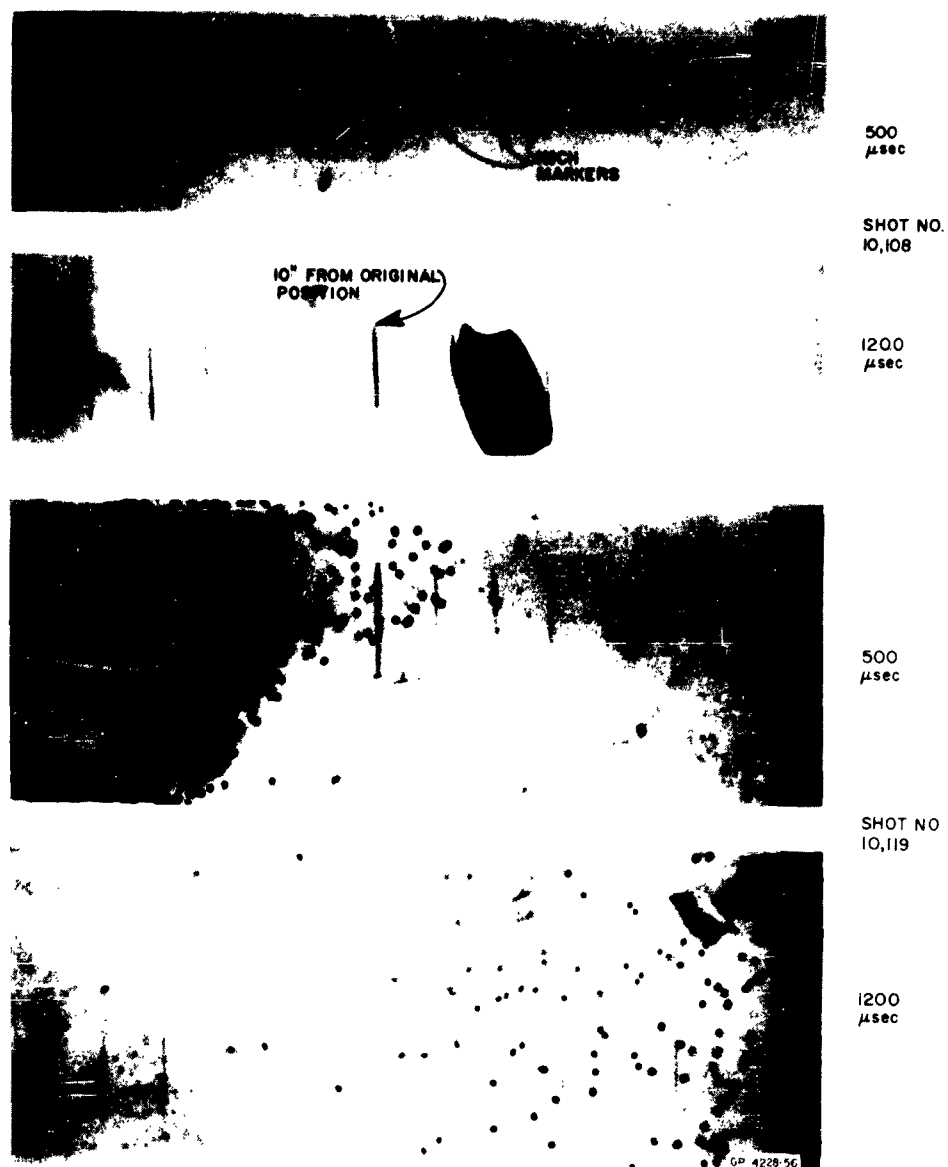 500
μsec
INCH
MARKERS
SHOT NO.
10,108
10" FROM ORIGINAL
POSITION
1200
μsec
500
μsec
SHOT NO
10,119
1200
μsec
GP 4228-56